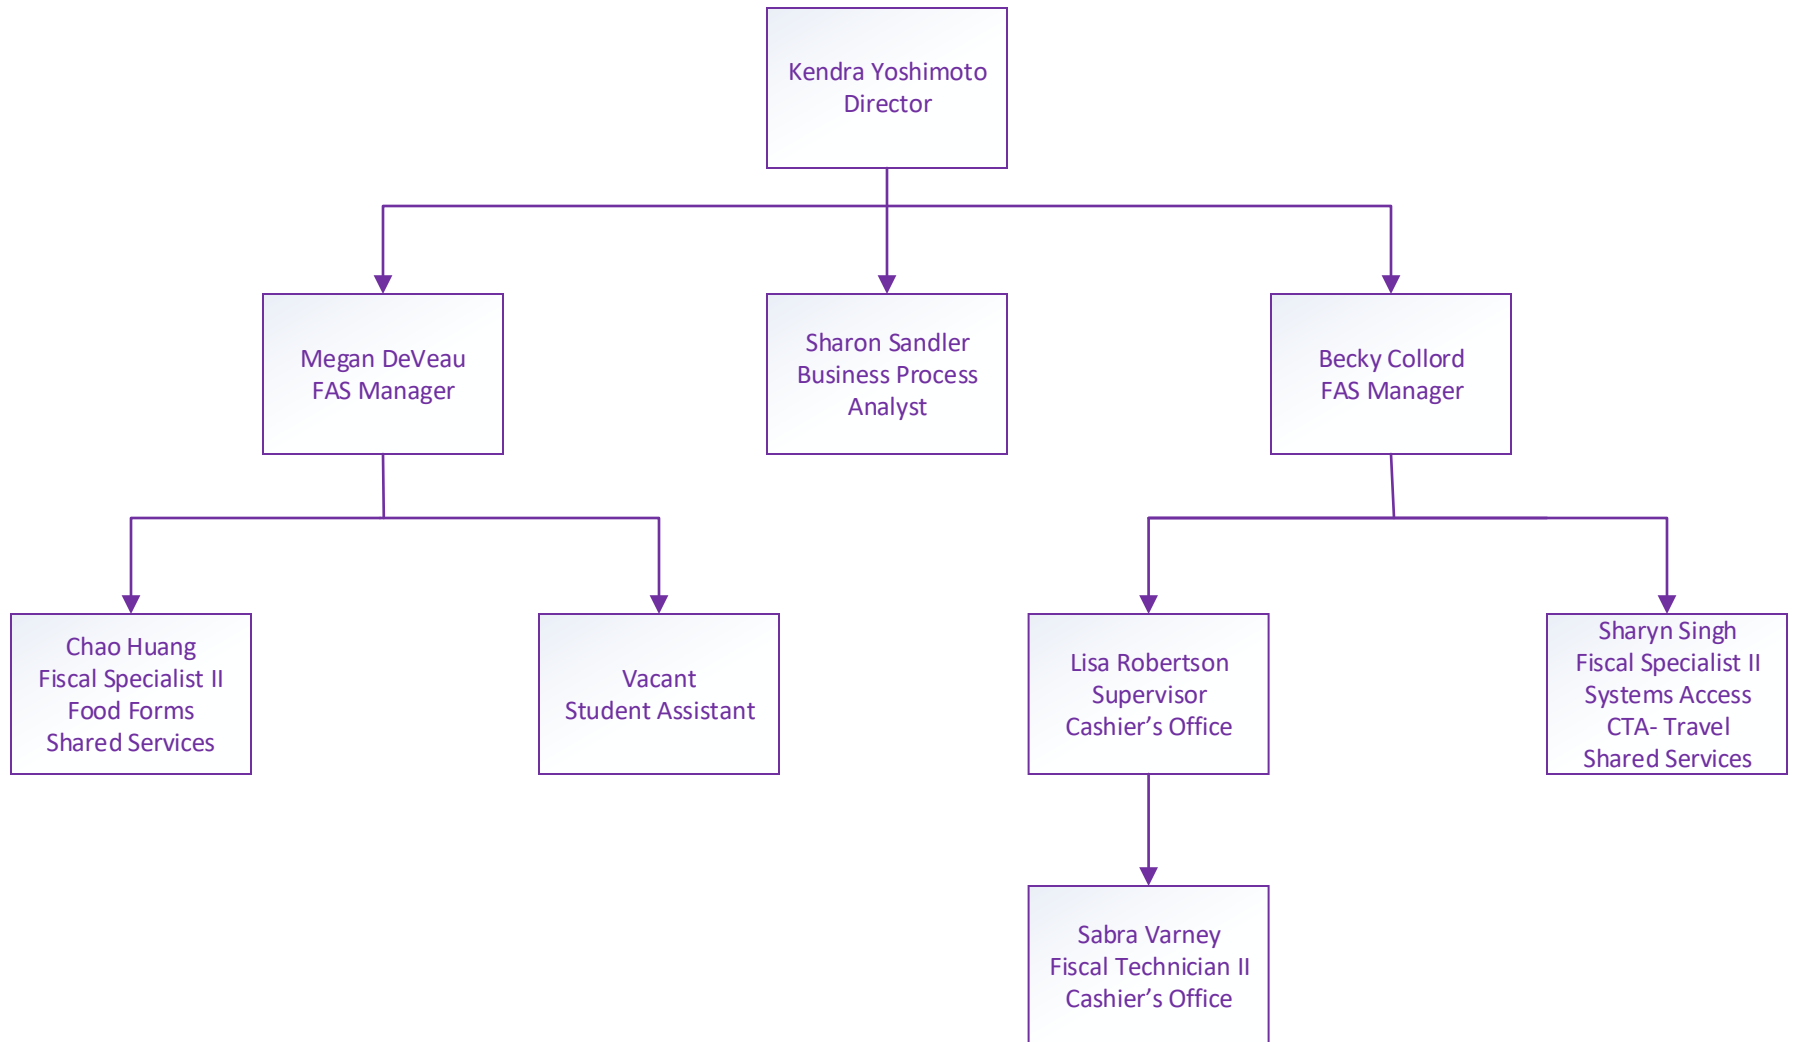 Kendra Yoshimoto
Director
Megan DeVeau
FAS Manager
Sharon Sandler
Business Process
Analyst
Becky Collord
FAS Manager
Chao Huang
Fiscal Specialist II
Food Forms
Shared Services
Vacant
Student Assistant
Lisa Robertson
Supervisor
Cashier’s Office
Sharyn Singh
Fiscal Specialist II
Systems Access
CTA- Travel
Shared Services
Sabra Varney
Fiscal Technician II
Cashier’s Office